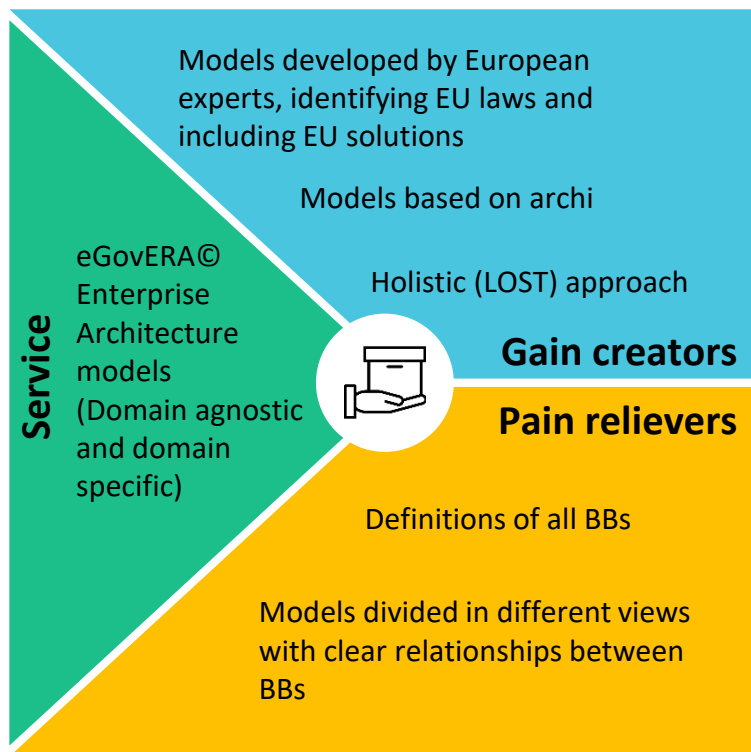 Models developed by European
experts, identifying EU laws and
including EU solutions
Models based on archi
Holistic (LOST) approach
Gain creators
Service
eGovERA©
Enterprise
Architecture
models
(Domain agnostic
and domain
specific)
Pain relievers
Definitions of all BBs
Models divided in different views
with clear relationships between
BBs